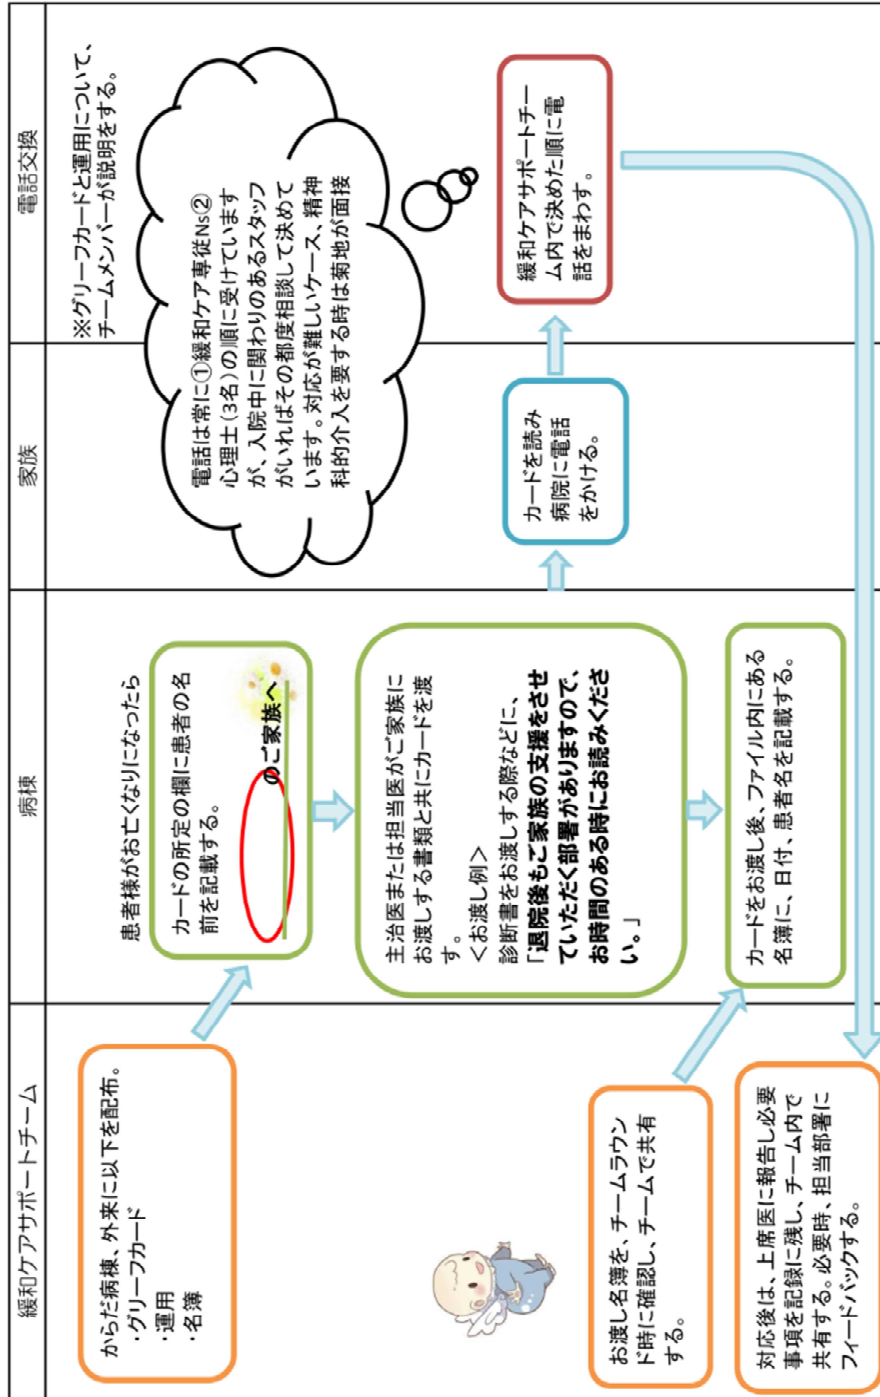 緩和ケアサポートチーム
病棟
家族
電話交換
からだ病棟、外来に以下を配布。
・グリーフカード
・運用
・名簿
患者様がお亡くなりになったら
カードの所定の欄に患者の名
前を記載する。
のご家族へ
主治医または担当医がご家族に
お渡しする書類と共にカードを渡
す。
<お渡し例>
診断書をお渡しする際などに、
「退院後もご家族の支援をさせ
ていただく部署がありますので、
お時間のある時にお読みくださ
い。」
カードを読み
病院に電話
をかける。
※グリーフカードと運用について、
チームメンバーが説明をする。
電話は常に①緩和ケア専従Ns②
心理士(3名)の順に受けています
が、入院中に関わりのあるスタッフ
がいればその都度相談して決めて
います。対応が難しいケース、精神
科的介入を要する時は菊地が面接
緩和ケアサポートチー
ム内で決めた順に電
話をまわす。
お渡し名簿を、チームラウン
ド時に確認し、チームで共有
する。
カードをお渡し後、ファイル内にある
名簿に、日付、患者名を記載する。
対応後は、上席医に報告し必要
事項を記録に残し、チーム内で
共有する。必要時、担当部署に
フィードバックする。